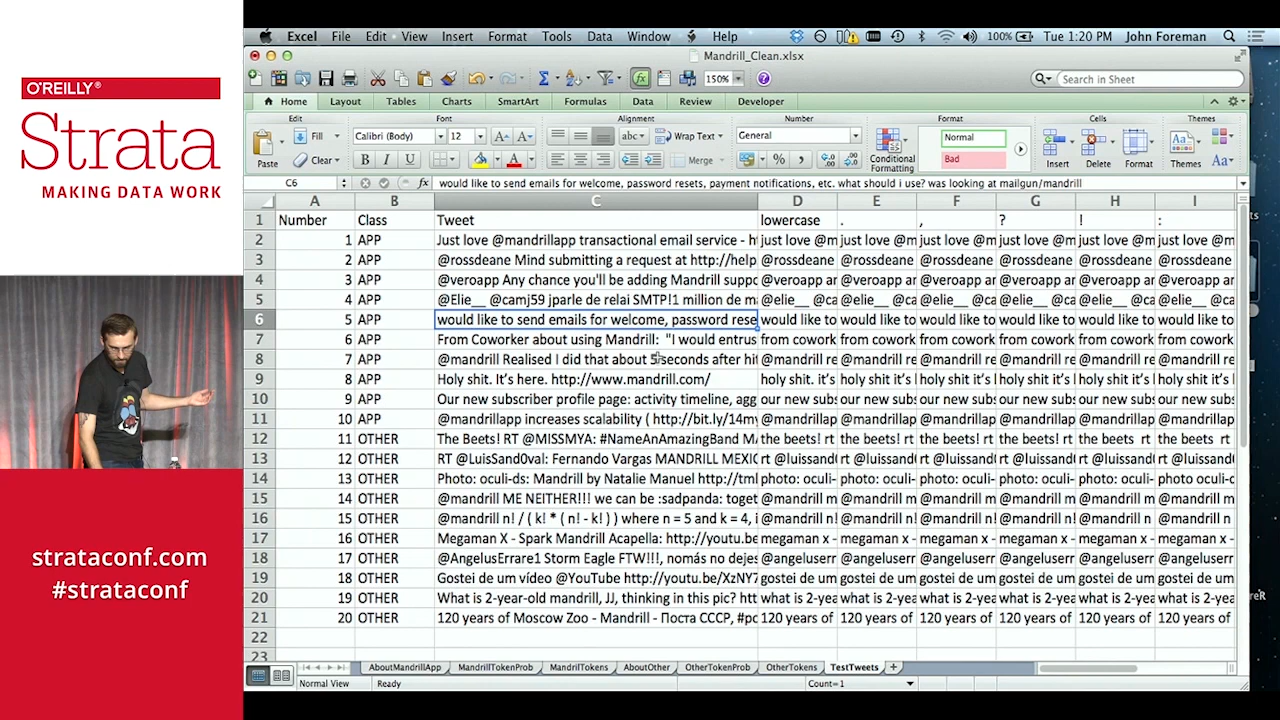 O'REILLY®
Strata
MAKING DATA WORK
strataconf.com
#strataconf
Excel File Edit View Insert Format Tools Data Window Help 100% Tue 1:20 PM John Foreman
Mandrill_Clean.xlsx
150% Search in Sheet
Home Layout Tables Charts SmartArt Formulas Data Review Developer
Edit Font Alignment Number Format Cells Themes
Fill Calibri (Body) 12 abc Wrap Text General Normal
Paste Clear B I U Merge Conditional Formatting Bad Insert Delete Format Themes Aa
C6 fx would like to send emails for welcome, password resets, payment notifications, etc. what should i use? was looking at mailgun/mandrill
A B C D E F G H I
1 Number Class Tweet lowercase . , ? ! :
2 1 APP Just love @mandrillapp transactional email service - just love @m just love @m just love @m just love @m just love @m just love @m
3 2 APP @rossdeane Mind submitting a request at http://help @rossdeane @rossdeane @rossdeane @rossdeane @rossdeane @rossdeane
4 3 APP @veroapp Any chance you'll be adding Mandrill suppo @veroapp ar @veroapp ar @veroapp ar @veroapp ar @veroapp ar @veroapp ar
5 4 APP @Elie__ @camj59 jparle de relai SMTP!1 million de ma @elie__ @ca @elie__ @ca @elie__ @ca @elie__ @ca @elie__ @ca @elie__ @ca
6 5 APP would like to send emails for welcome, password rese would like to would like to would like to would like to would like to would like to
7 6 APP From Coworker about using Mandrill: "I would entrus from cowork from cowork from cowork from cowork from cowork from cowork
8 7 APP @mandrill Realised I did that about 5 seconds after hit @mandrill re @mandrill re @mandrill re @mandrill re @mandrill re @mandrill re
9 8 APP Holy shit. It's here. http://www.mandrill.com/ holy shit. it's holy shit. it's holy shit it's holy shit it's holy shit it's holy shit it's
10 9 APP Our new subscriber profile page: activity timeline, agg our new subs our new subs our new subs our new subs our new subs our new subs
11 10 APP @mandrillapp increases scalability ( http://bit.ly/14my @mandrillap @mandrillap @mandrillap @mandrillap @mandrillap @mandrillap
12 11 OTHER The Beets! RT @MISSMYA: #NameAnAmazingBand MA the beets! rt the beets! rt the beets! rt the beets! rt the beets rt the beets rt
13 12 OTHER RT @LuisSand0val: Fernando Vargas MANDRILL MEXIC rt @luissand rt @luissand rt @luissand rt @luissand rt @luissand rt @luissand
14 13 OTHER Photo: oculi-ds: Mandrill by Natalie Manuel http://tml photo: oculi- photo: oculi- photo: oculi- photo: oculi- photo: oculi- photo oculi-d
15 14 OTHER @mandrill ME NEITHER!!! we can be :sadpanda: toget @mandrill m @mandrill m @mandrill m @mandrill m @mandrill m @mandrill m
16 15 OTHER @mandrill n! / ( k! * ( n! - k! ) ) where n = 5 and k = 4, i @mandrill n! @mandrill n! @mandrill n! @mandrill n! @mandrill n @mandrill n
17 16 OTHER Megaman X - Spark Mandrill Acapella: http://youtu.be megaman x - megaman x - megaman x - megaman x - megaman x - megaman x -
18 17 OTHER @AngelusErrare1 Storm Eagle FTW!!!, nomás no dejes @angeluserr @angeluserr @angeluserr @angeluserr @angeluserr @angeluserr
19 18 OTHER Gostei de um vídeo @YouTube http://youtu.be/XzNY7 gostei de um gostei de um gostei de um gostei de um gostei de um gostei de um
20 19 OTHER What is 2-year-old mandrill, JJ, thinking in this pic? htt what is 2-yea what is 2-yea what is 2-yea what is 2-yea what is 2-yea what is 2-yea
21 20 OTHER 120 years of Moscow Zoo - Mandrill - Поста СССР, #po 120 years of 120 years of 120 years of 120 years of 120 years of 120 years of
22
23
AboutMandrillApp MandrillTokenProb MandrillTokens AboutOther OtherTokenProb OtherTokens TestTweets +
Normal View Ready Count=1